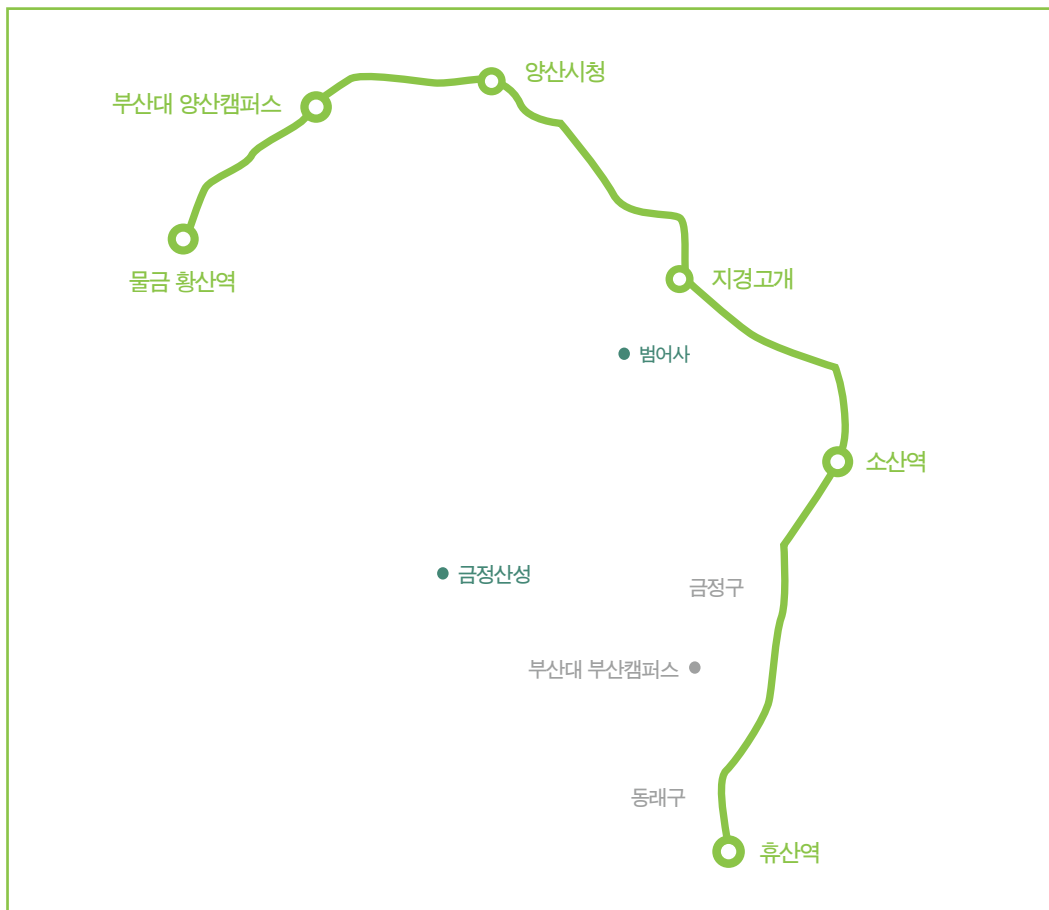 양산시청
부산대 양산캠퍼스
물금 황산역
지경고개
범어사
소산역
금정산성
금정구
부산대 부산캠퍼스
동래구
휴산역